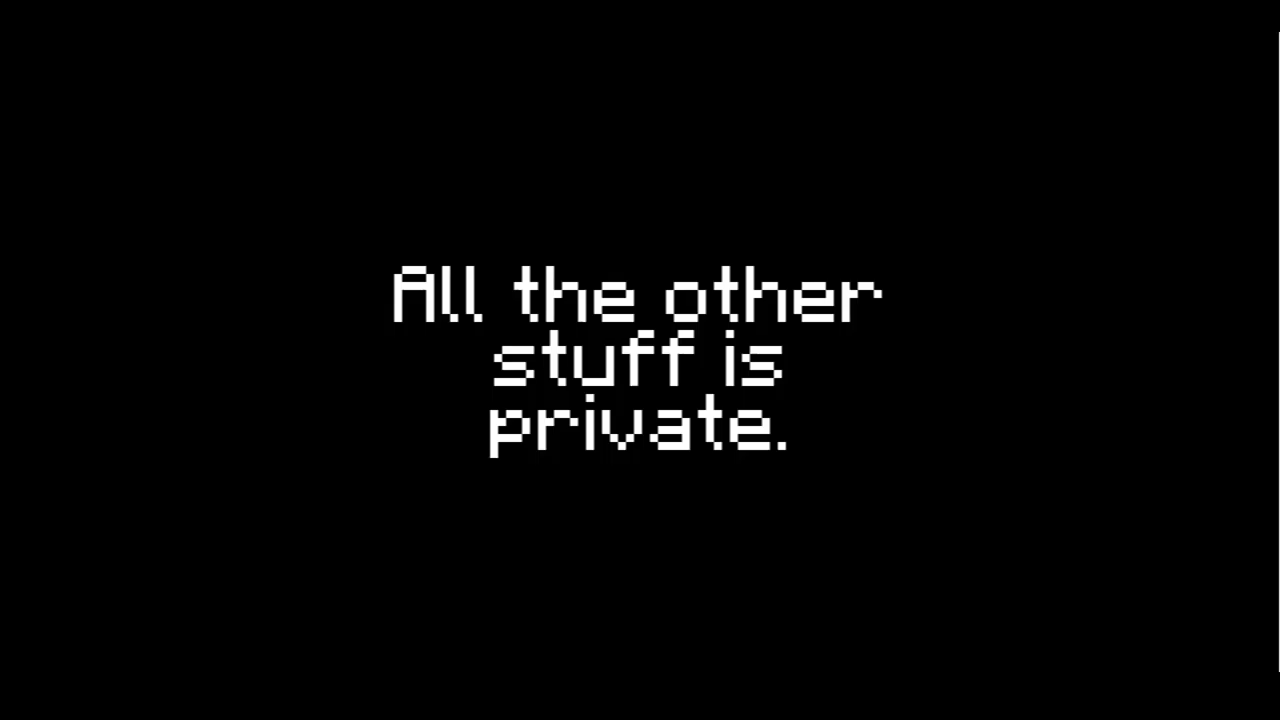 All the other
stuff is
private.